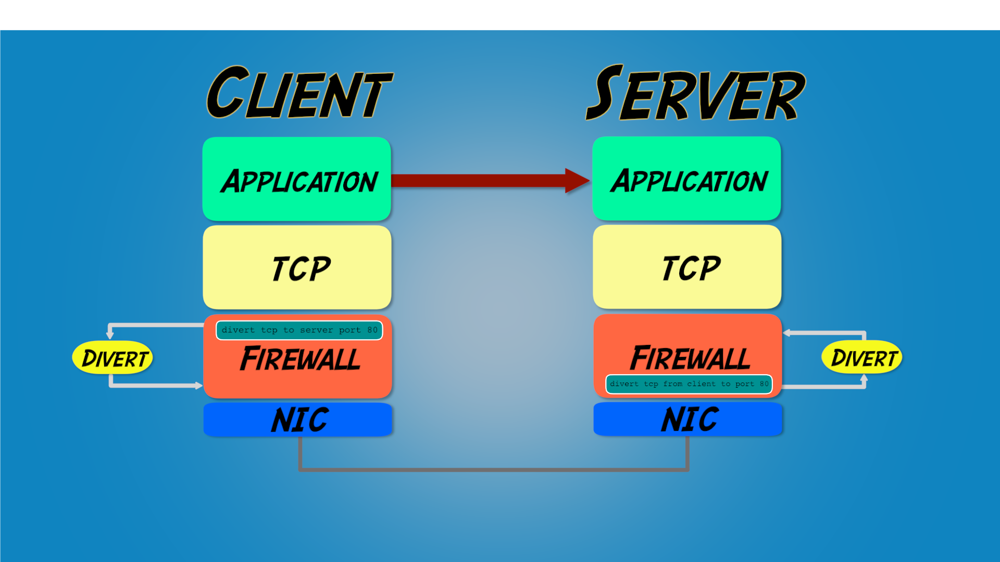 CLIENT
SERVER
APPLICATION
APPLICATION
TCP
TCP
divert tcp to server port 80
FIREWALL
FIREWALL
divert tcp from client to port 80
DIVERT
DIVERT
NIC
NIC